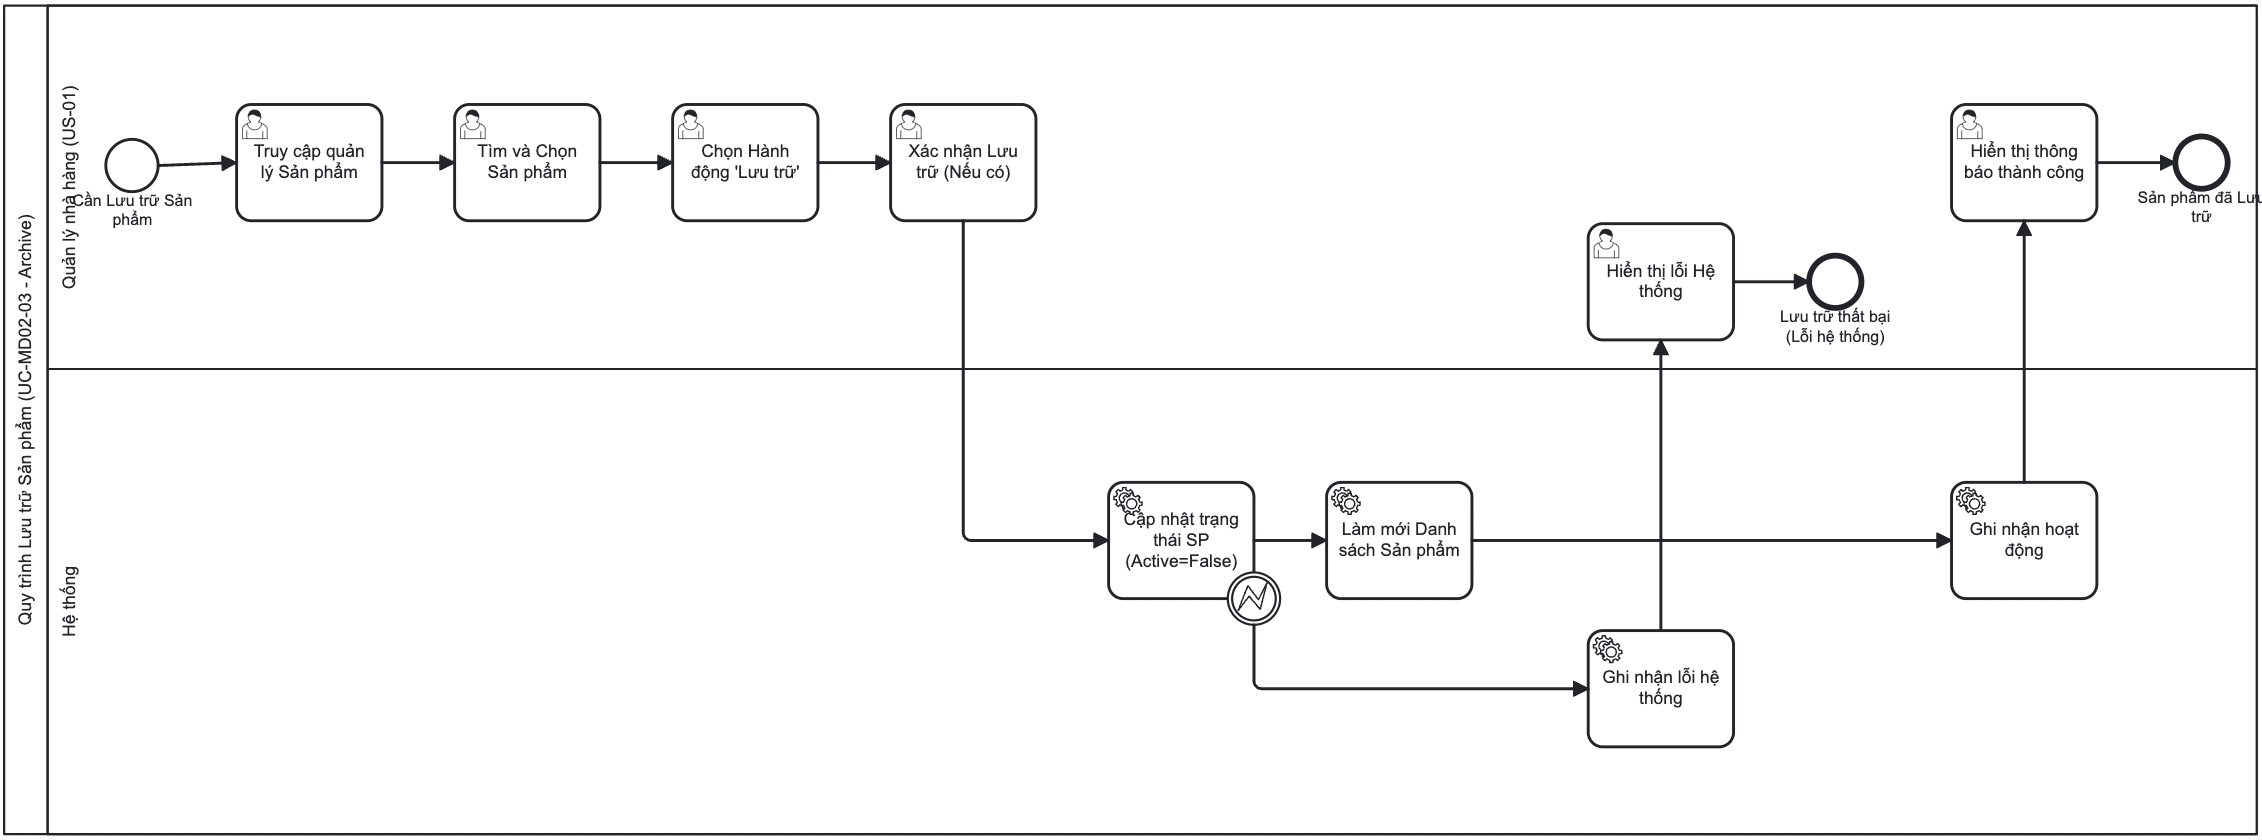 Quy trình Lưu trữ Sản phẩm (UC-MD02-03 - Archive)
Quản lý nhà hàng (US-01)
Cần Lưu trữ Sản
phẩm
Truy cập quản
lý Sản phẩm
Tìm và Chọn
Sản phẩm
Chọn Hành
động 'Lưu trữ'
Xác nhận Lưu
trữ (Nếu có)
Hiển thị lỗi Hệ
thống
Lưu trữ thất bại
(Lỗi hệ thống)
Hiển thị thông
báo thành công
Sản phẩm đã Lưu
trữ
Hệ thống
Cập nhật trạng
thái SP
(Active=False)
Làm mới Danh
sách Sản phẩm
Ghi nhận lỗi hệ
thống
Ghi nhận hoạt
động